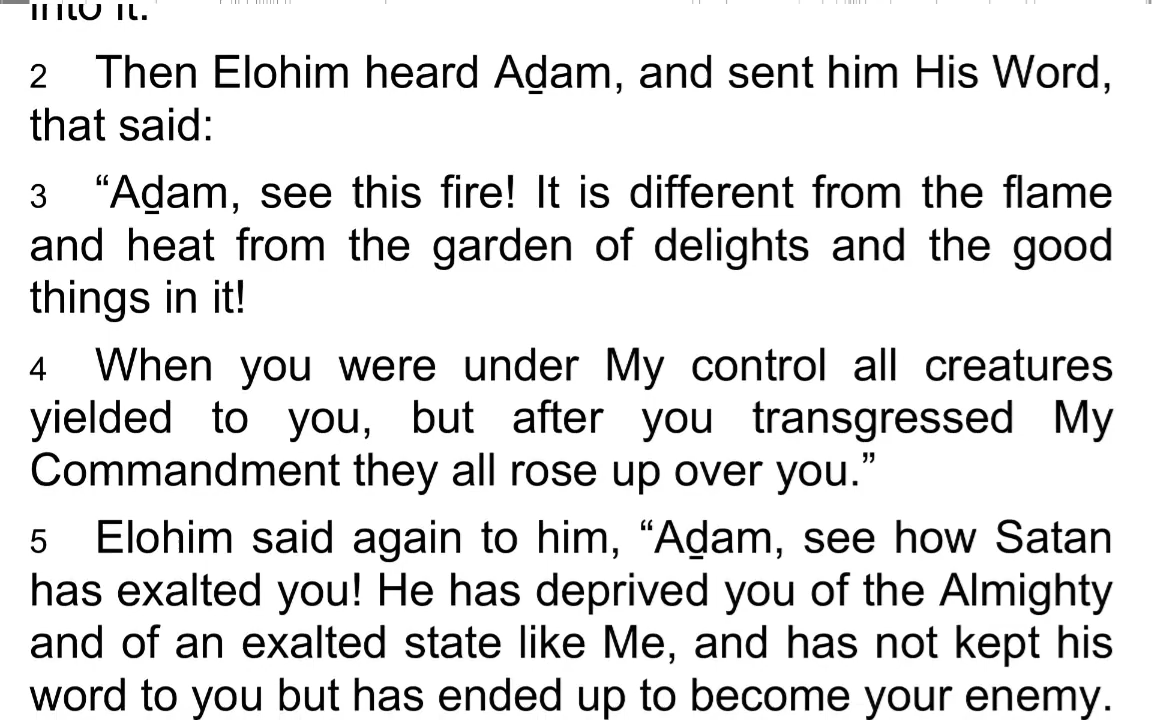 into it.
2 Then Elohim heard Aḏam, and sent him His Word,
that said:
3 “Aḏam, see this fire! It is different from the flame
and heat from the garden of delights and the good
things in it!
4 When you were under My control all creatures
yielded to you, but after you transgressed My
Commandment they all rose up over you.”
5 Elohim said again to him, “Aḏam, see how Satan
has exalted you! He has deprived you of the Almighty
and of an exalted state like Me, and has not kept his
word to you but has ended up to become your enemy.